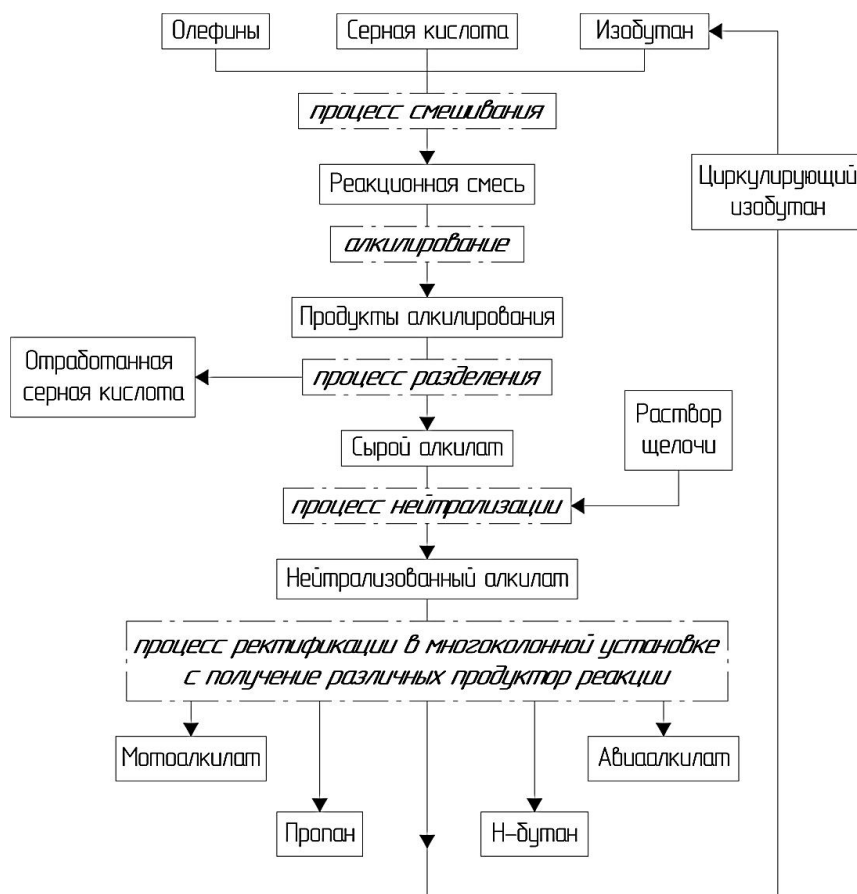 Олефины
Серная кислота
Изобутан
процесс смешивания
Реакционная смесь
Циркулирующий
изобутан
алкилирование
Продукты алкилирования
Отработанная
серная кислота
процесс разделения
Раствор
щелочи
Сырой алкилат
процесс нейтрализации
Нейтрализованный алкилат
процесс ректификации в многоколонной установке
с получение различных продуктор реакции
Мотоалкилат
Авиаалкилат
Пропан
Н-бутан